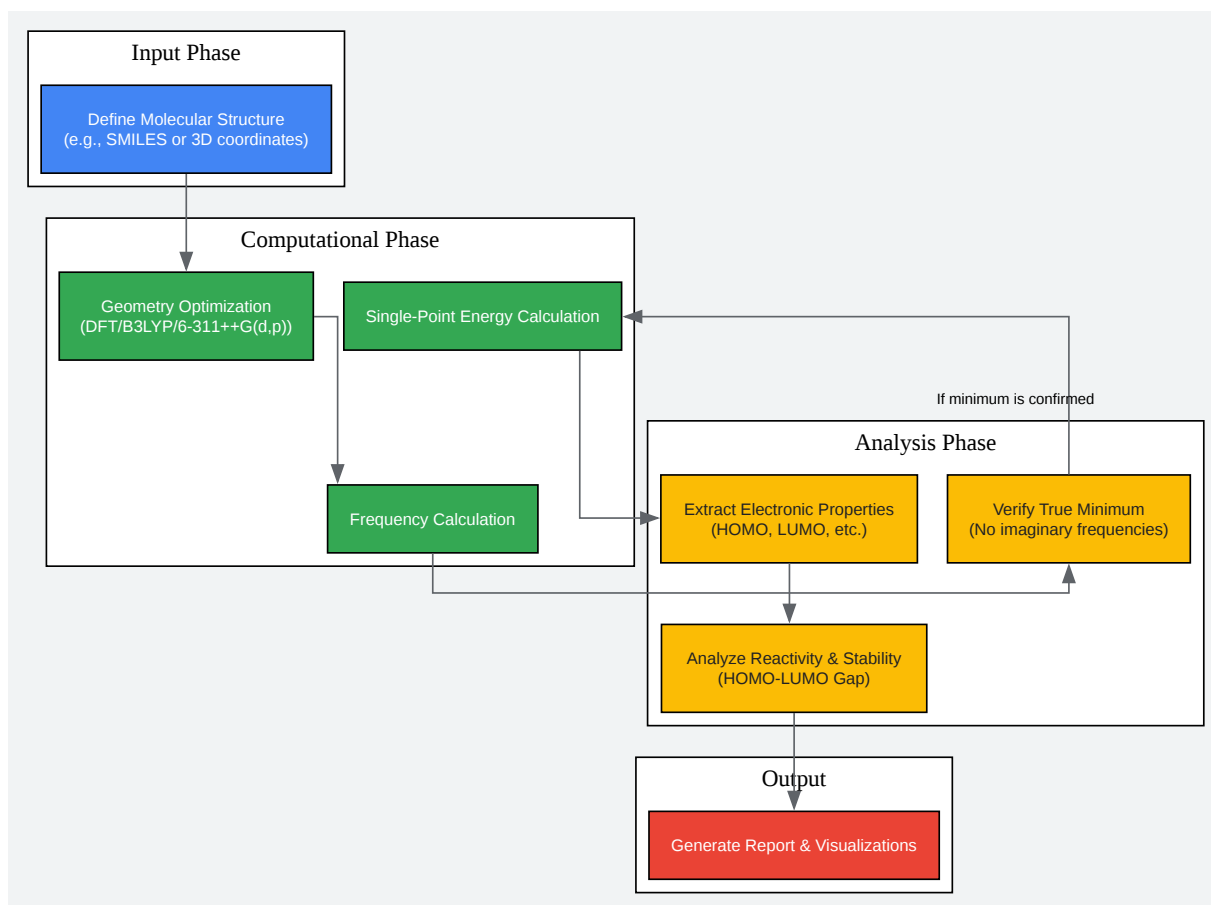 Input Phase
Define Molecular Structure
(e.g., SMILES or 3D coordinates)
Computational Phase
Geometry Optimization
(DFT/B3LYP/6-311++G(d,p))
Single-Point Energy Calculation
If minimum is confirmed
Analysis Phase
Frequency Calculation
Extract Electronic Properties
(HOMO, LUMO, etc.)
Verify True Minimum
(No imaginary frequencies)
Analyze Reactivity & Stability
(HOMO-LUMO Gap)
Output
Generate Report & Visualizations